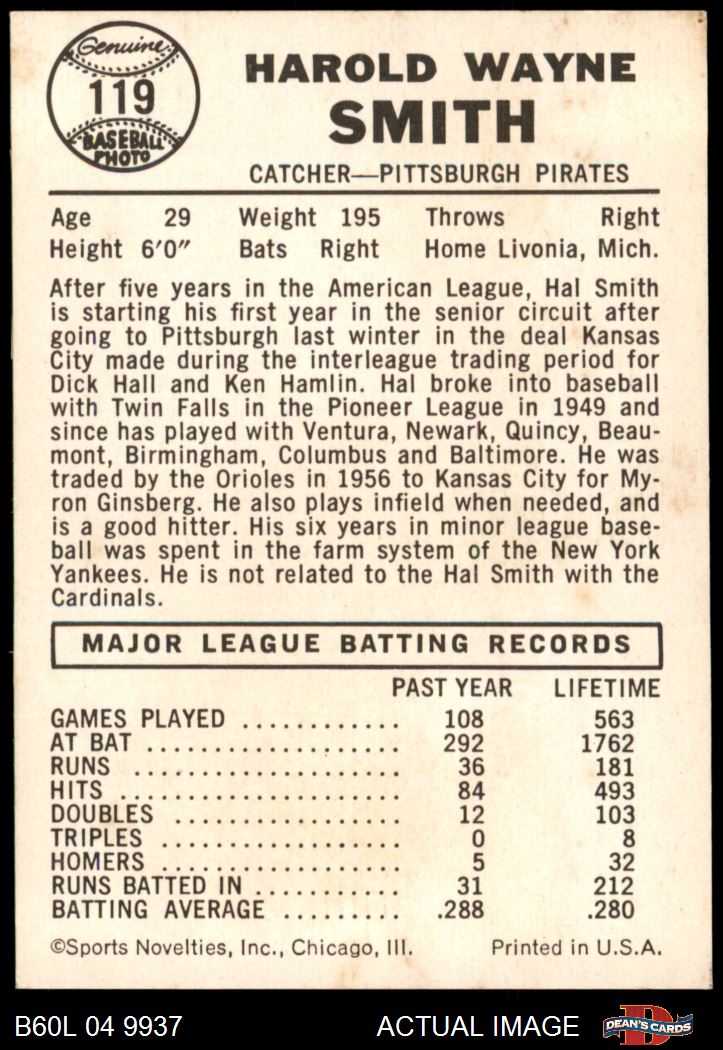 Genuine
119
BASEBALL
PHOTO
HAROLD WAYNE
SMITH
CATCHER—PITTSBURGH PIRATES
Age 29 Weight 195 Throws Right
Height 6'0" Bats Right Home Livonia, Mich.
After five years in the American League, Hal Smith
is starting his first year in the senior circuit after
going to Pittsburgh last winter in the deal Kansas
City made during the interleague trading period for
Dick Hall and Ken Hamlin. Hal broke into baseball
with Twin Falls in the Pioneer League in 1949 and
since has played with Ventura, Newark, Quincy, Beau-
mont, Birmingham, Columbus and Baltimore. He was
traded by the Orioles in 1956 to Kansas City for My-
ron Ginsberg. He also plays infield when needed, and
is a good hitter. His six years in minor league base-
ball was spent in the farm system of the New York
Yankees. He is not related to the Hal Smith with the
Cardinals.
MAJOR LEAGUE BATTING RECORDS
PAST YEAR LIFETIME
GAMES PLAYED ............ 108 563
AT BAT ................... 292 1762
RUNS .................... 36 181
HITS ..................... 84 493
DOUBLES ................. 12 103
TRIPLES .................. 0 8
HOMERS .................. 5 32
RUNS BATTED IN ........... 31 212
BATTING AVERAGE ......... .288 .280
©Sports Novelties, Inc., Chicago, Ill. Printed in U.S.A.
B60L 04 9937 ACTUAL IMAGE D DEAN'S CARDS